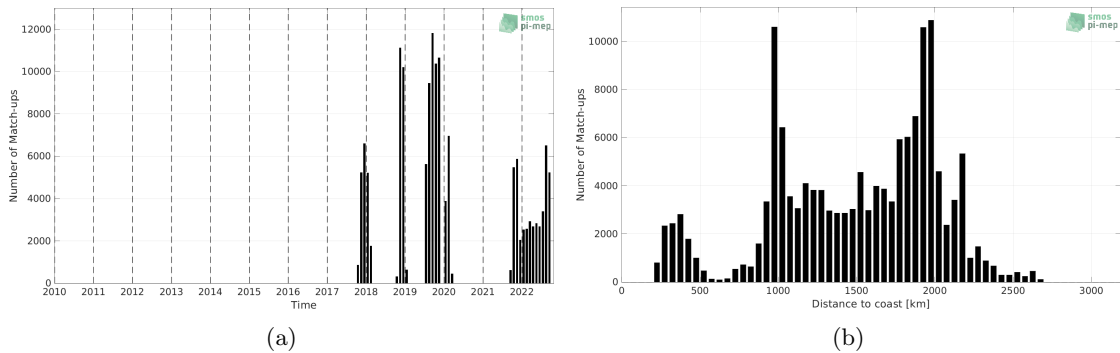 smos
pi-mep
12000
10000
8000
6000
4000
2000
0
Number of Match-ups
2010 2011 2012 2013 2014 2015 2016 2017 2018 2019 2020 2021 2022
Time
(a)
smos
pi-mep
10000
8000
6000
4000
2000
0
Number of Match-ups
0 500 1000 1500 2000 2500 3000
Distance to coast [km]
(b)